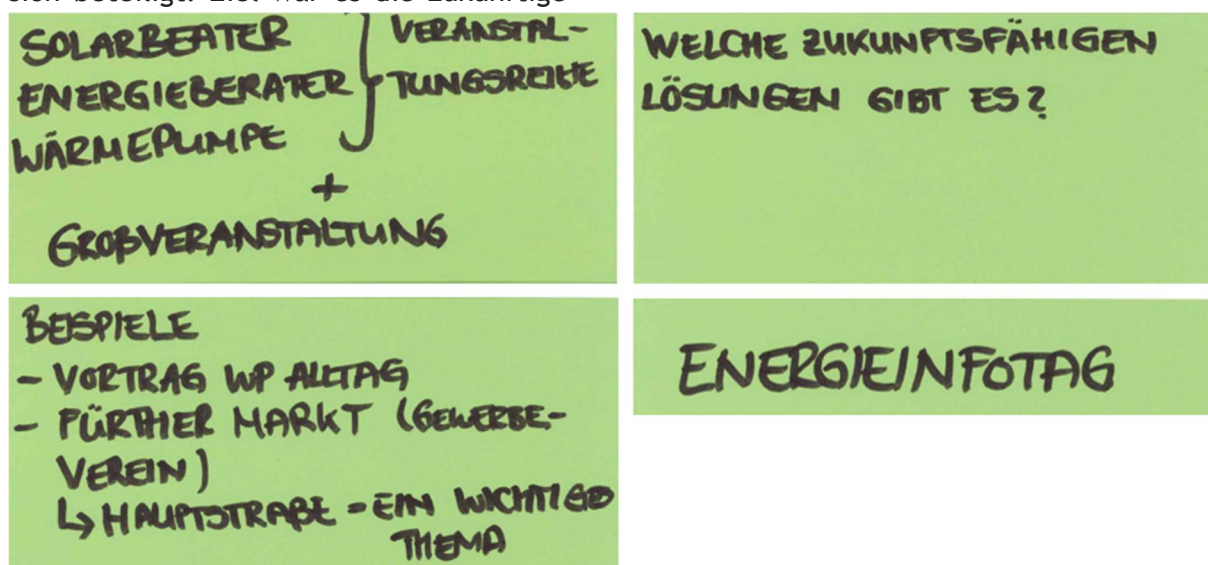 SOLARBEATER
ENERGIEBERATER
WÄRMEPUMPE
} VERANSTAL-
TUNGSREIHE
+
GROßVERANSTALTUNG
WELCHE ZUKUNFTSFÄHIGEN
LÖSUNGEN GIBT ES?
BEISPIELE
- VORTRAG WP ALLTAG
- FÜRTHER MARKT (GEWERBE-
VEREIN)
↳ HAUPTSTRAßE = EIN WICHTIGES
THEMA
ENERGIEINFOTAG